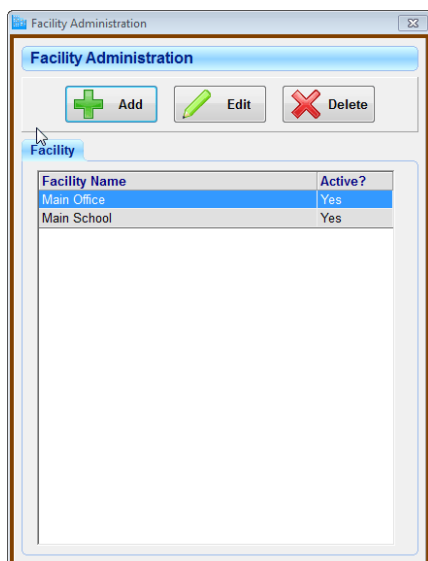 Facility Administration
Facility Administration
Add Edit Delete
Facility
Facility Name Active?
Main Office Yes
Main School Yes